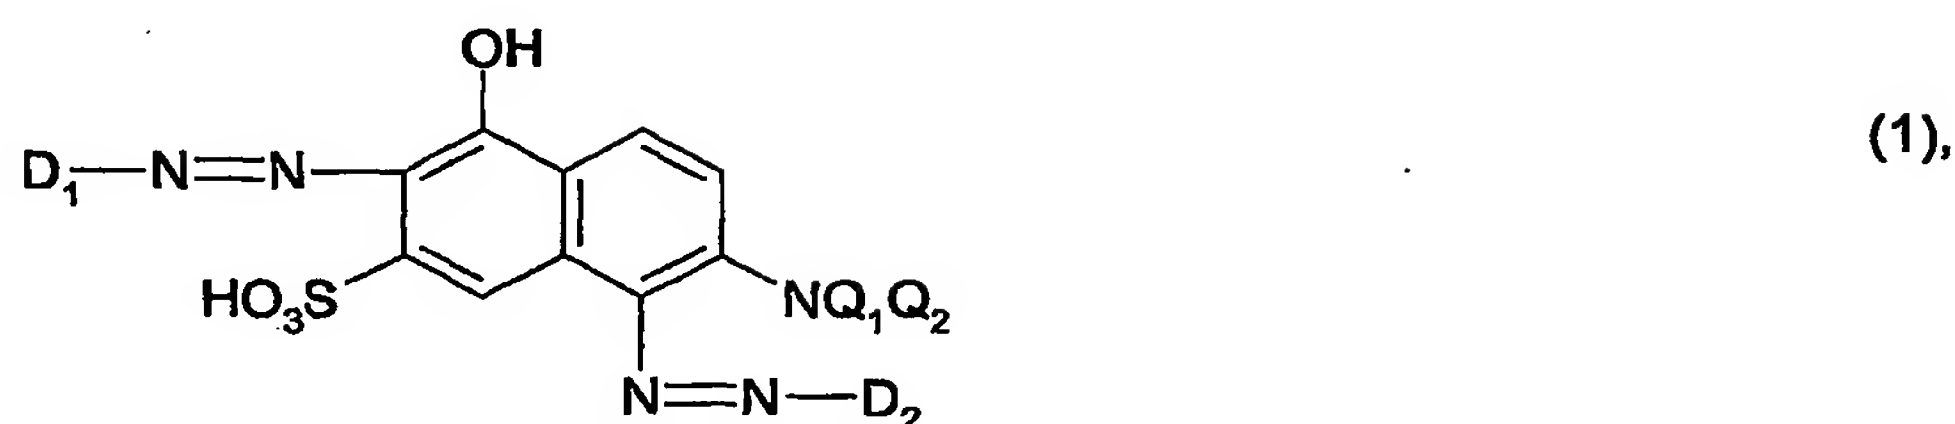 OH
(1),
D₁—N=N
HO₃S
NQ₁Q₂
N=N—D₂